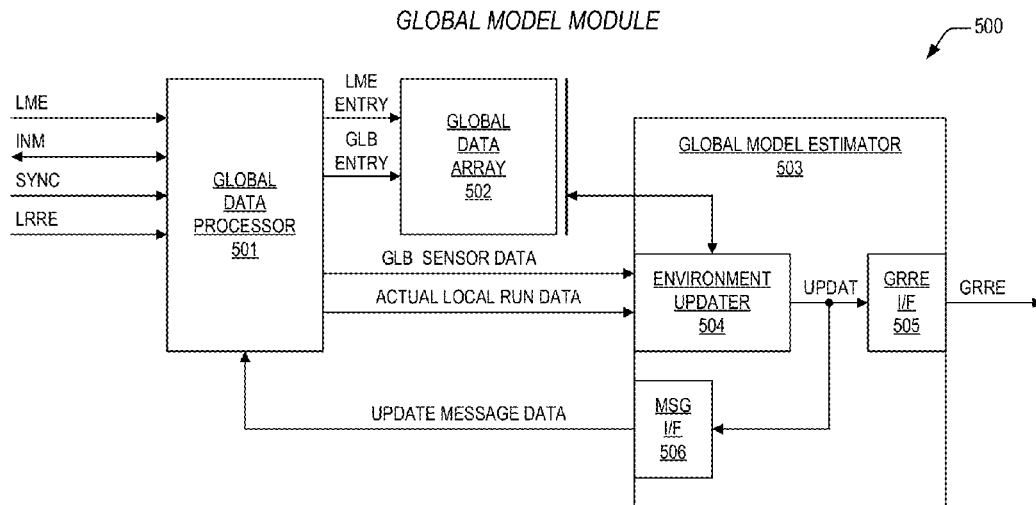 GLOBAL MODEL MODULE
500
LME
INM
SYNC
LRRE
GLOBAL
DATA
PROCESSOR
501
LME
ENTRY
GLB
ENTRY
GLOBAL
DATA
ARRAY
502
GLOBAL MODEL ESTIMATOR
503
GLB SENSOR DATA
ACTUAL LOCAL RUN DATA
ENVIRONMENT
UPDATER
504
UPDAT
GRRE
I/F
505
GRRE
UPDATE MESSAGE DATA
MSG
I/F
506